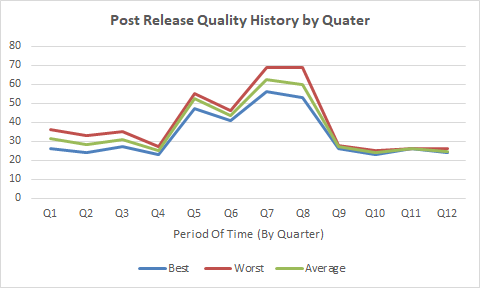 Post Release Quality History by Quater
80
70
60
50
40
30
20
10
0
Q1 Q2 Q3 Q4 Q5 Q6 Q7 Q8 Q9 Q10 Q11 Q12
Period Of Time (By Quarter)
Best Worst Average